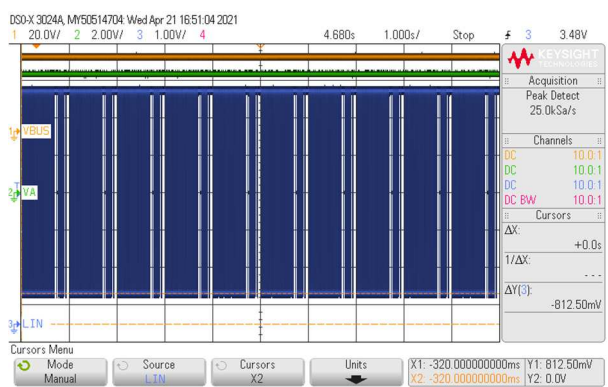 DSO-X 3024A, MY50514704: Wed Apr 21 16:51:04 2021
1 20.0V/ 2 2.00V/ 3 1.00V/ 4 4.680s 1.000s/ Stop 3 3.48V
KEYSIGHT
TECHNOLOGIES
Acquisition
Peak Detect
25.0kSa/s
Channels
DC 10.0:1
DC 10.0:1
DC 10.0:1
DC BW 10.0:1
Cursors
ΔX:
+0.0s
1/ΔX:
---
ΔY(3):
-812.50mV
1 VBUS
2 VA
3 LIN
Cursors Menu
Mode
Manual
Source
LIN
Cursors
X2
Units
X1: -320.000000000ms
X2: -320.000000000ms
Y1: 812.50mV
Y2: 0.0V